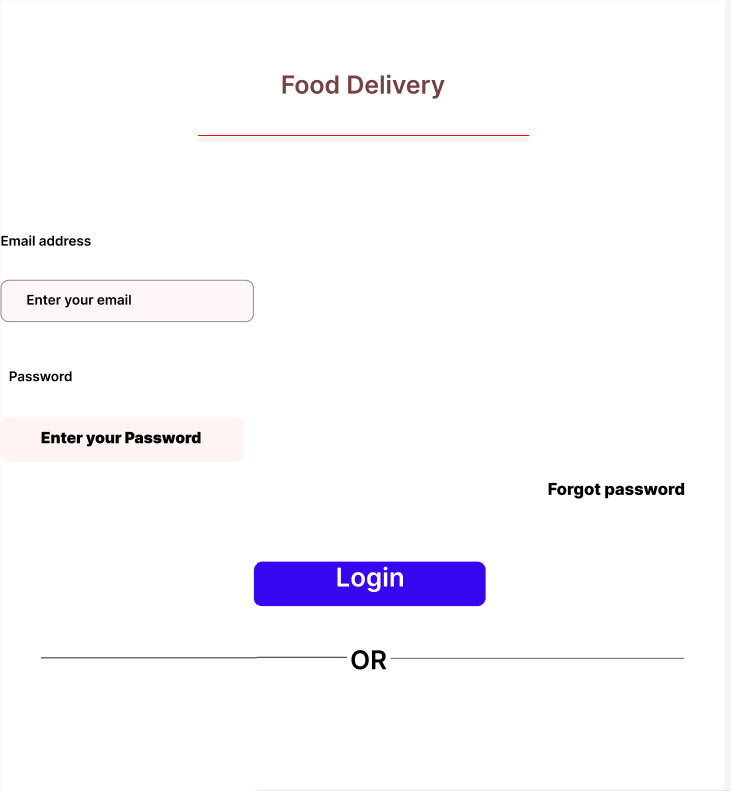 Food Delivery
Email address
Enter your email
Password
Enter your Password
Forgot password
Login
OR